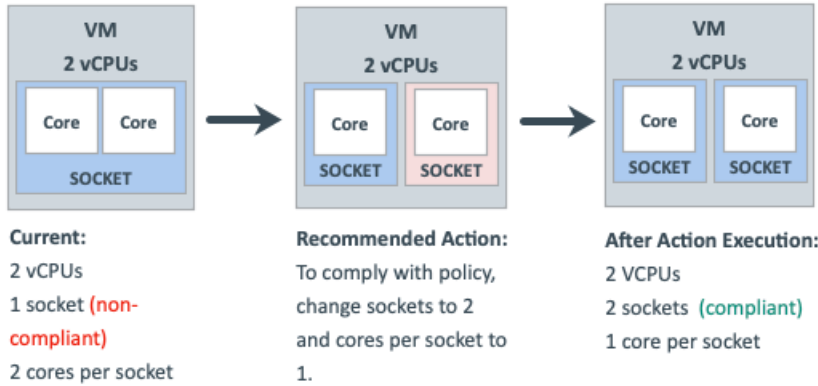 VM
2 vCPUs
Core
Core
SOCKET
VM
2 vCPUs
Core
Core
SOCKET
SOCKET
VM
2 vCPUs
Core
Core
SOCKET
SOCKET
Current:
2 vCPUs
1 socket (non-
compliant)
2 cores per socket
Recommended Action:
To comply with policy,
change sockets to 2
and cores per socket to
1.
After Action Execution:
2 VCPUs
2 sockets (compliant)
1 core per socket